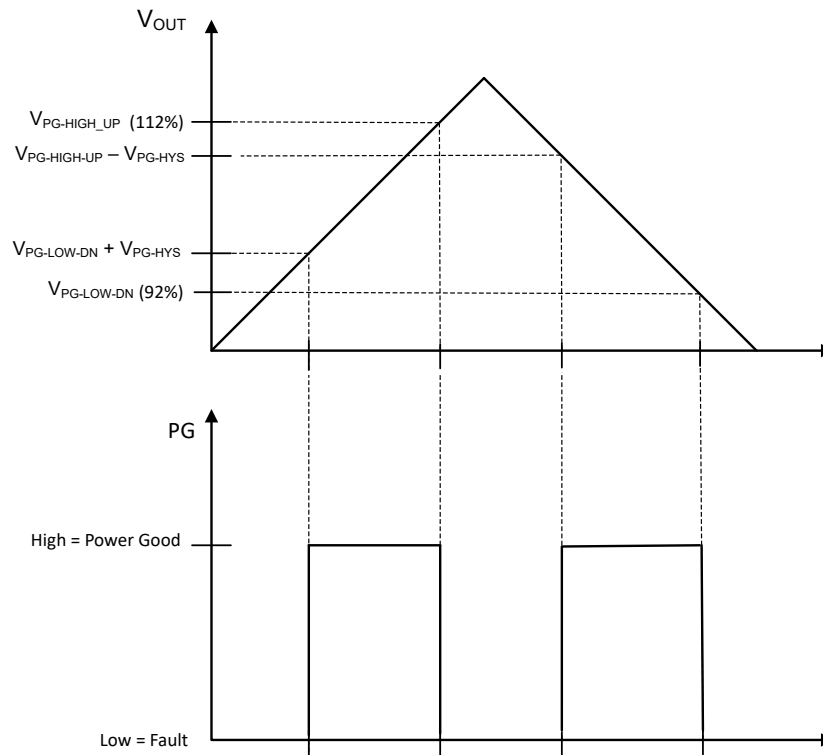 VOUT
VPG-HIGH_UP (112%)
VPG-HIGH-UP – VPG-HYS
VPG-LOW-DN + VPG-HYS
VPG-LOW-DN (92%)
PG
High = Power Good
Low = Fault